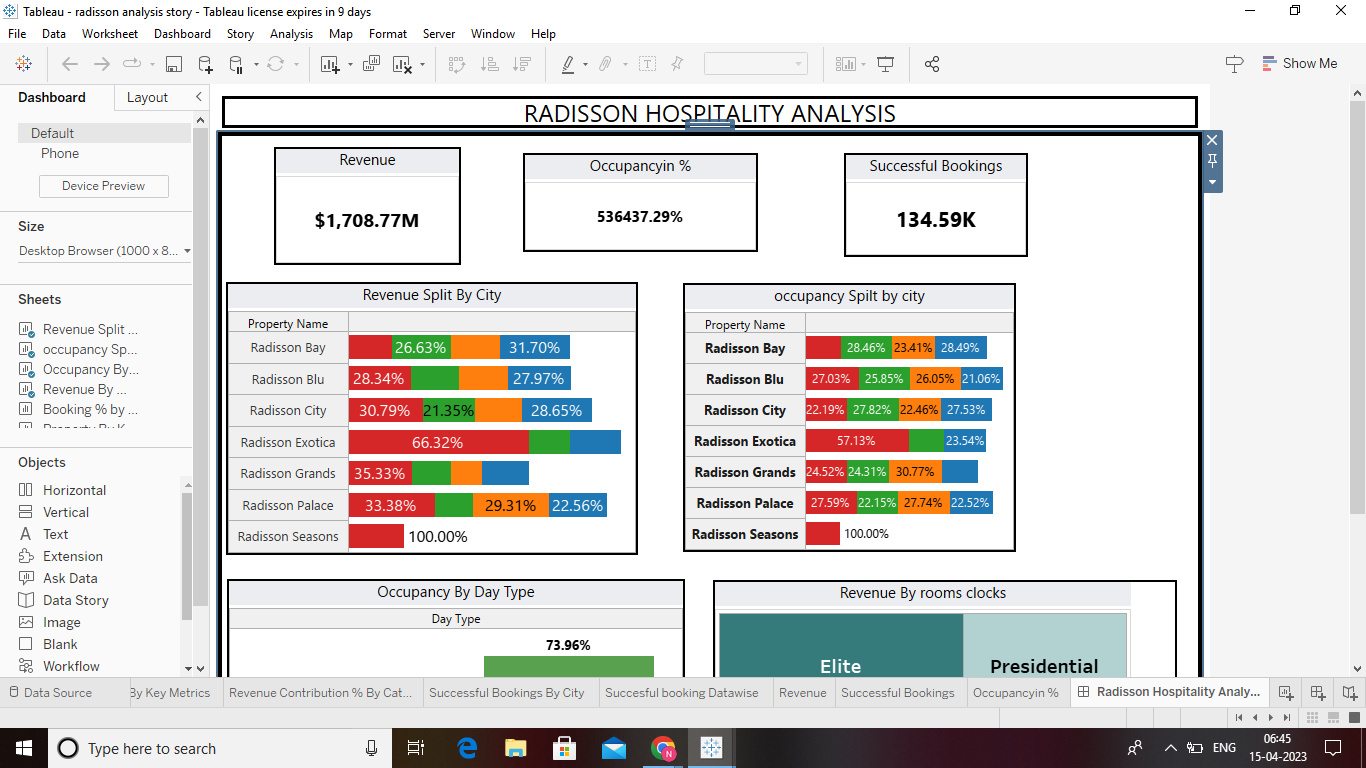 Tableau - radisson analysis story - Tableau license expires in 9 days
File Data Worksheet Dashboard Story Analysis Map Format Server Window Help
Show Me
Dashboard Layout
Default
Phone
Device Preview
Size
Desktop Browser (1000 x 8...
Sheets
Revenue Split ...
occupancy Sp...
Occupancy By...
Revenue By ...
Booking % by ...
Objects
Horizontal
Vertical
Text
Extension
Ask Data
Data Story
Image
Blank
Workflow
RADISSON HOSPITALITY ANALYSIS
Revenue
$1,708.77M
Occupancyin %
536437.29%
Successful Bookings
134.59K
Revenue Split By City
Property Name
Radisson Bay 26.63% 31.70%
Radisson Blu 28.34% 27.97%
Radisson City 30.79% 21.35% 28.65%
Radisson Exotica 66.32%
Radisson Grands 35.33%
Radisson Palace 33.38% 29.31% 22.56%
Radisson Seasons 100.00%
occupancy Spilt by city
Property Name
Radisson Bay 28.46% 23.41% 28.49%
Radisson Blu 27.03% 25.85% 26.05% 21.06%
Radisson City 22.19% 27.82% 22.46% 27.53%
Radisson Exotica 57.13% 23.54%
Radisson Grands 24.52% 24.31% 30.77%
Radisson Palace 27.59% 22.15% 27.74% 22.52%
Radisson Seasons 100.00%
Occupancy By Day Type
Day Type
73.96%
Revenue By rooms clocks
Elite Presidential
Data Source By Key Metrics Revenue Contribution % By Cat... Successful Bookings By City Succesful booking Datawise Revenue Successful Bookings Occupancyin % Radisson Hospitality Analy...
Type here to search
N
ENG
06:45
15-04-2023